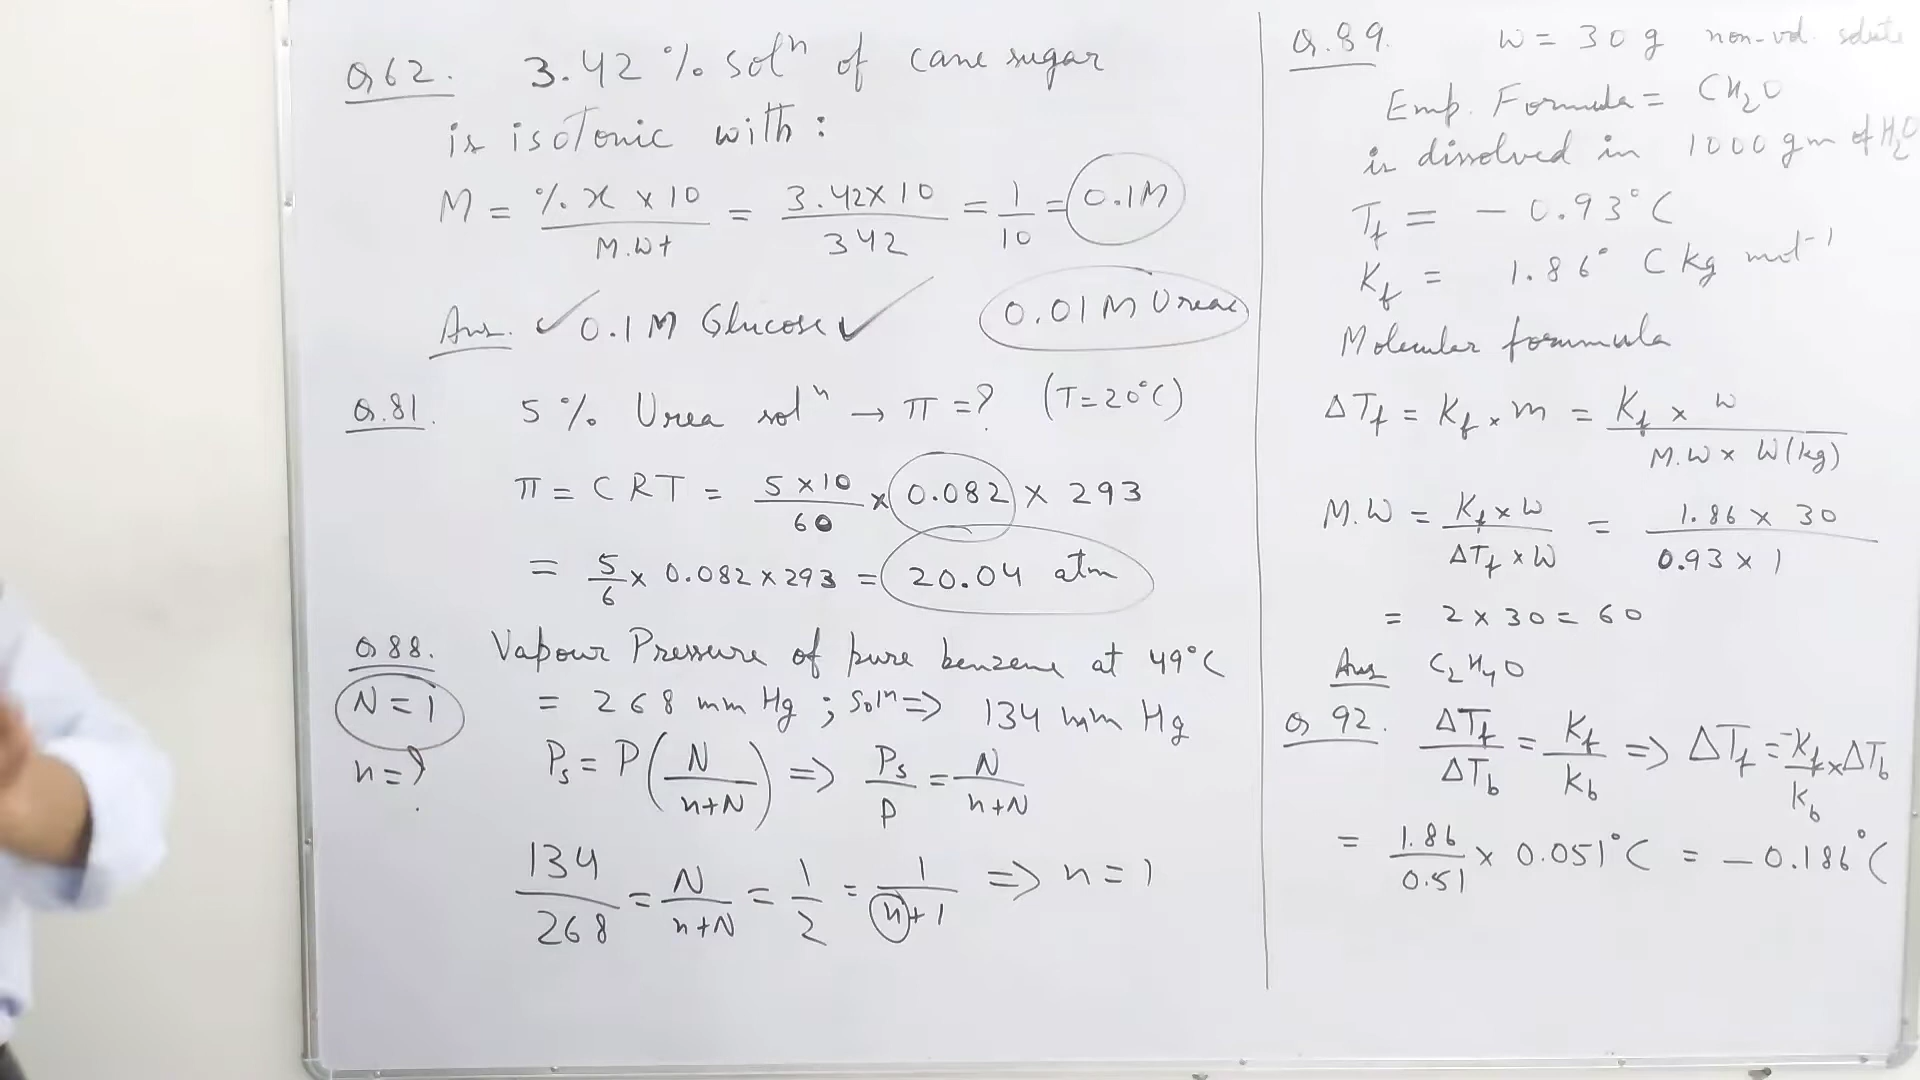 Q62. 3.42 % solⁿ of cane sugar
is isotonic with :
M = % x × 10 / M.Wt = 3.42×10 / 342 = 1/10 = 0.1M
Ans. ✓ 0.1 M Glucose ✓ 0.01 M Urea
Q.81. 5 % Urea solⁿ → π = ? (T=20°C)
π = CRT = 5×10 / 60 × 0.082 × 293
= 5/6 × 0.082 × 293 = 20.04 atm
Q88. Vapour Pressure of pure benzene at 49°C
N = 1 = 268 mm Hg ; Solⁿ ⇒ 134 mm Hg
n = ? Ps = P (N / n+N) ⇒ Ps / P = N / n+N
134 / 268 = N / n+N = 1/2 = 1 / n+1 ⇒ n = 1
Q.89. w = 30 g non-vol. solute
Emp. Formula = CH₂O
is dissolved in 1000 gm of H₂O
Tf = - 0.93°C
Kf = 1.86° C kg mol⁻¹
Molecular formula
ΔTf = Kf × m = Kf × w / M.W × W(kg)
M.W = Kf × W / ΔTf × W = 1.86 × 30 / 0.93 × 1
= 2 × 30 = 60
Ans C₂H₄O
Q 92. ΔTf / ΔTb = Kf / Kb ⇒ ΔTf = -Kf / Kb × ΔTb
= 1.86 / 0.51 × 0.051°C = - 0.186°C